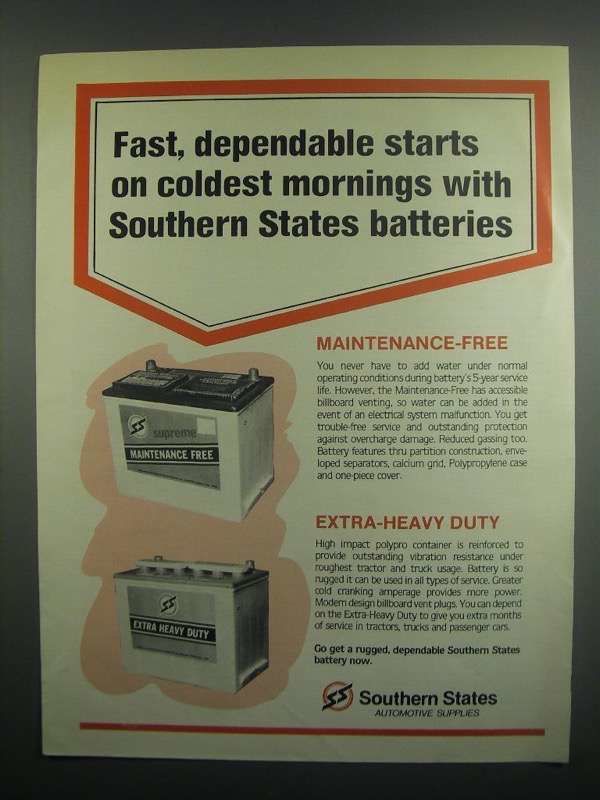 Fast, dependable starts
on coldest mornings with
Southern States batteries
MAINTENANCE-FREE
You never have to add water under normal
operating conditions during battery's 5-year service
life. However, the Maintenance-Free has accessible
billboard venting, so water can be added in the
event of an electrical system malfunction. You get
trouble-free service and outstanding protection
against overcharge damage. Reduced gassing too.
Battery features thru partition construction, enve-
loped separators, calcium grid, Polypropylene case
and one-piece cover.
SS
supreme
MAINTENANCE FREE
EXTRA-HEAVY DUTY
High impact polypro container is reinforced to
provide outstanding vibration resistance under
roughest tractor and truck usage. Battery is so
rugged it can be used in all types of service. Greater
cold cranking amperage provides more power.
Modern design billboard vent plugs. You can depend
on the Extra-Heavy Duty to give you extra months
of service in tractors, trucks and passenger cars.
Go get a rugged, dependable Southern States
battery now.
SS
EXTRA HEAVY DUTY
SS Southern States
AUTOMOTIVE SUPPLIES